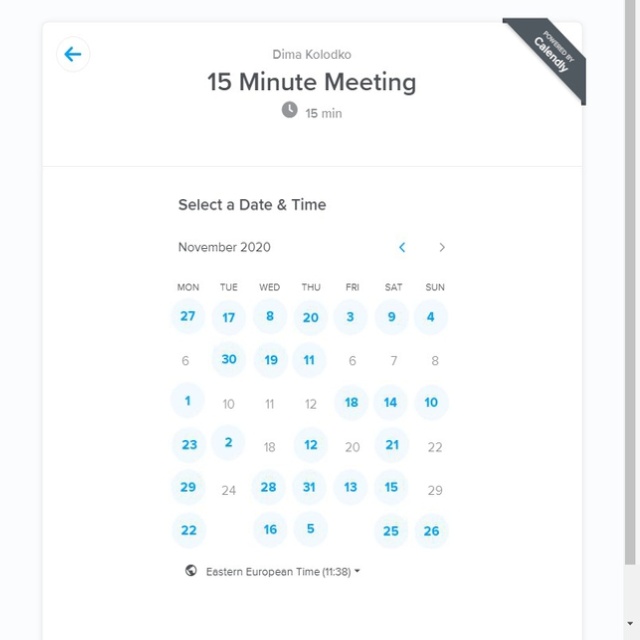 POWERED BY
Calendly
Dima Kolodko
15 Minute Meeting
15 min
Select a Date & Time
November 2020
MON TUE WED THU FRI SAT SUN
27 17 8 20 3 9 4
6 30 19 11 6 7 8
1 10 11 12 18 14 10
23 2 18 12 20 21 22
29 24 28 31 13 15 29
22 16 5 25 26
Eastern European Time (11:38)